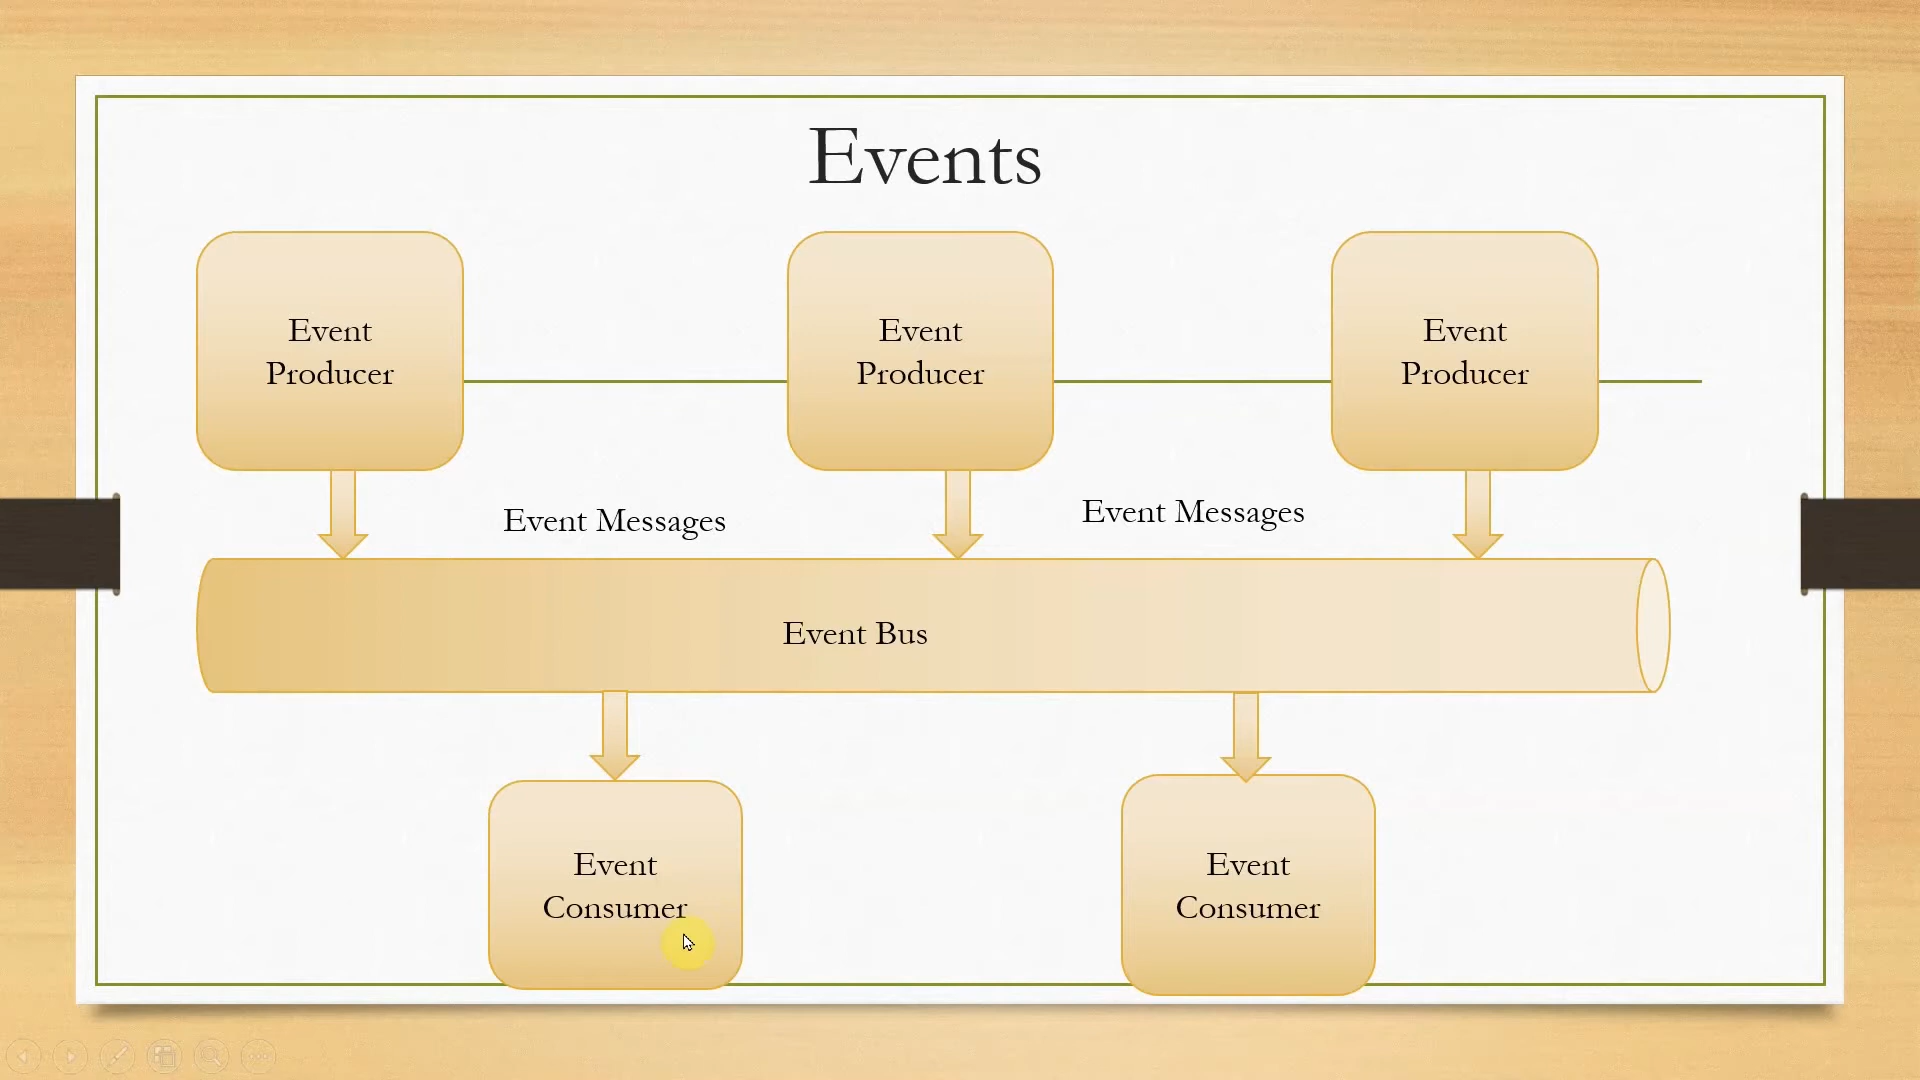 Events
Event
Producer
Event
Producer
Event
Producer
Event Messages
Event Messages
Event Bus
Event
Consumer
Event
Consumer